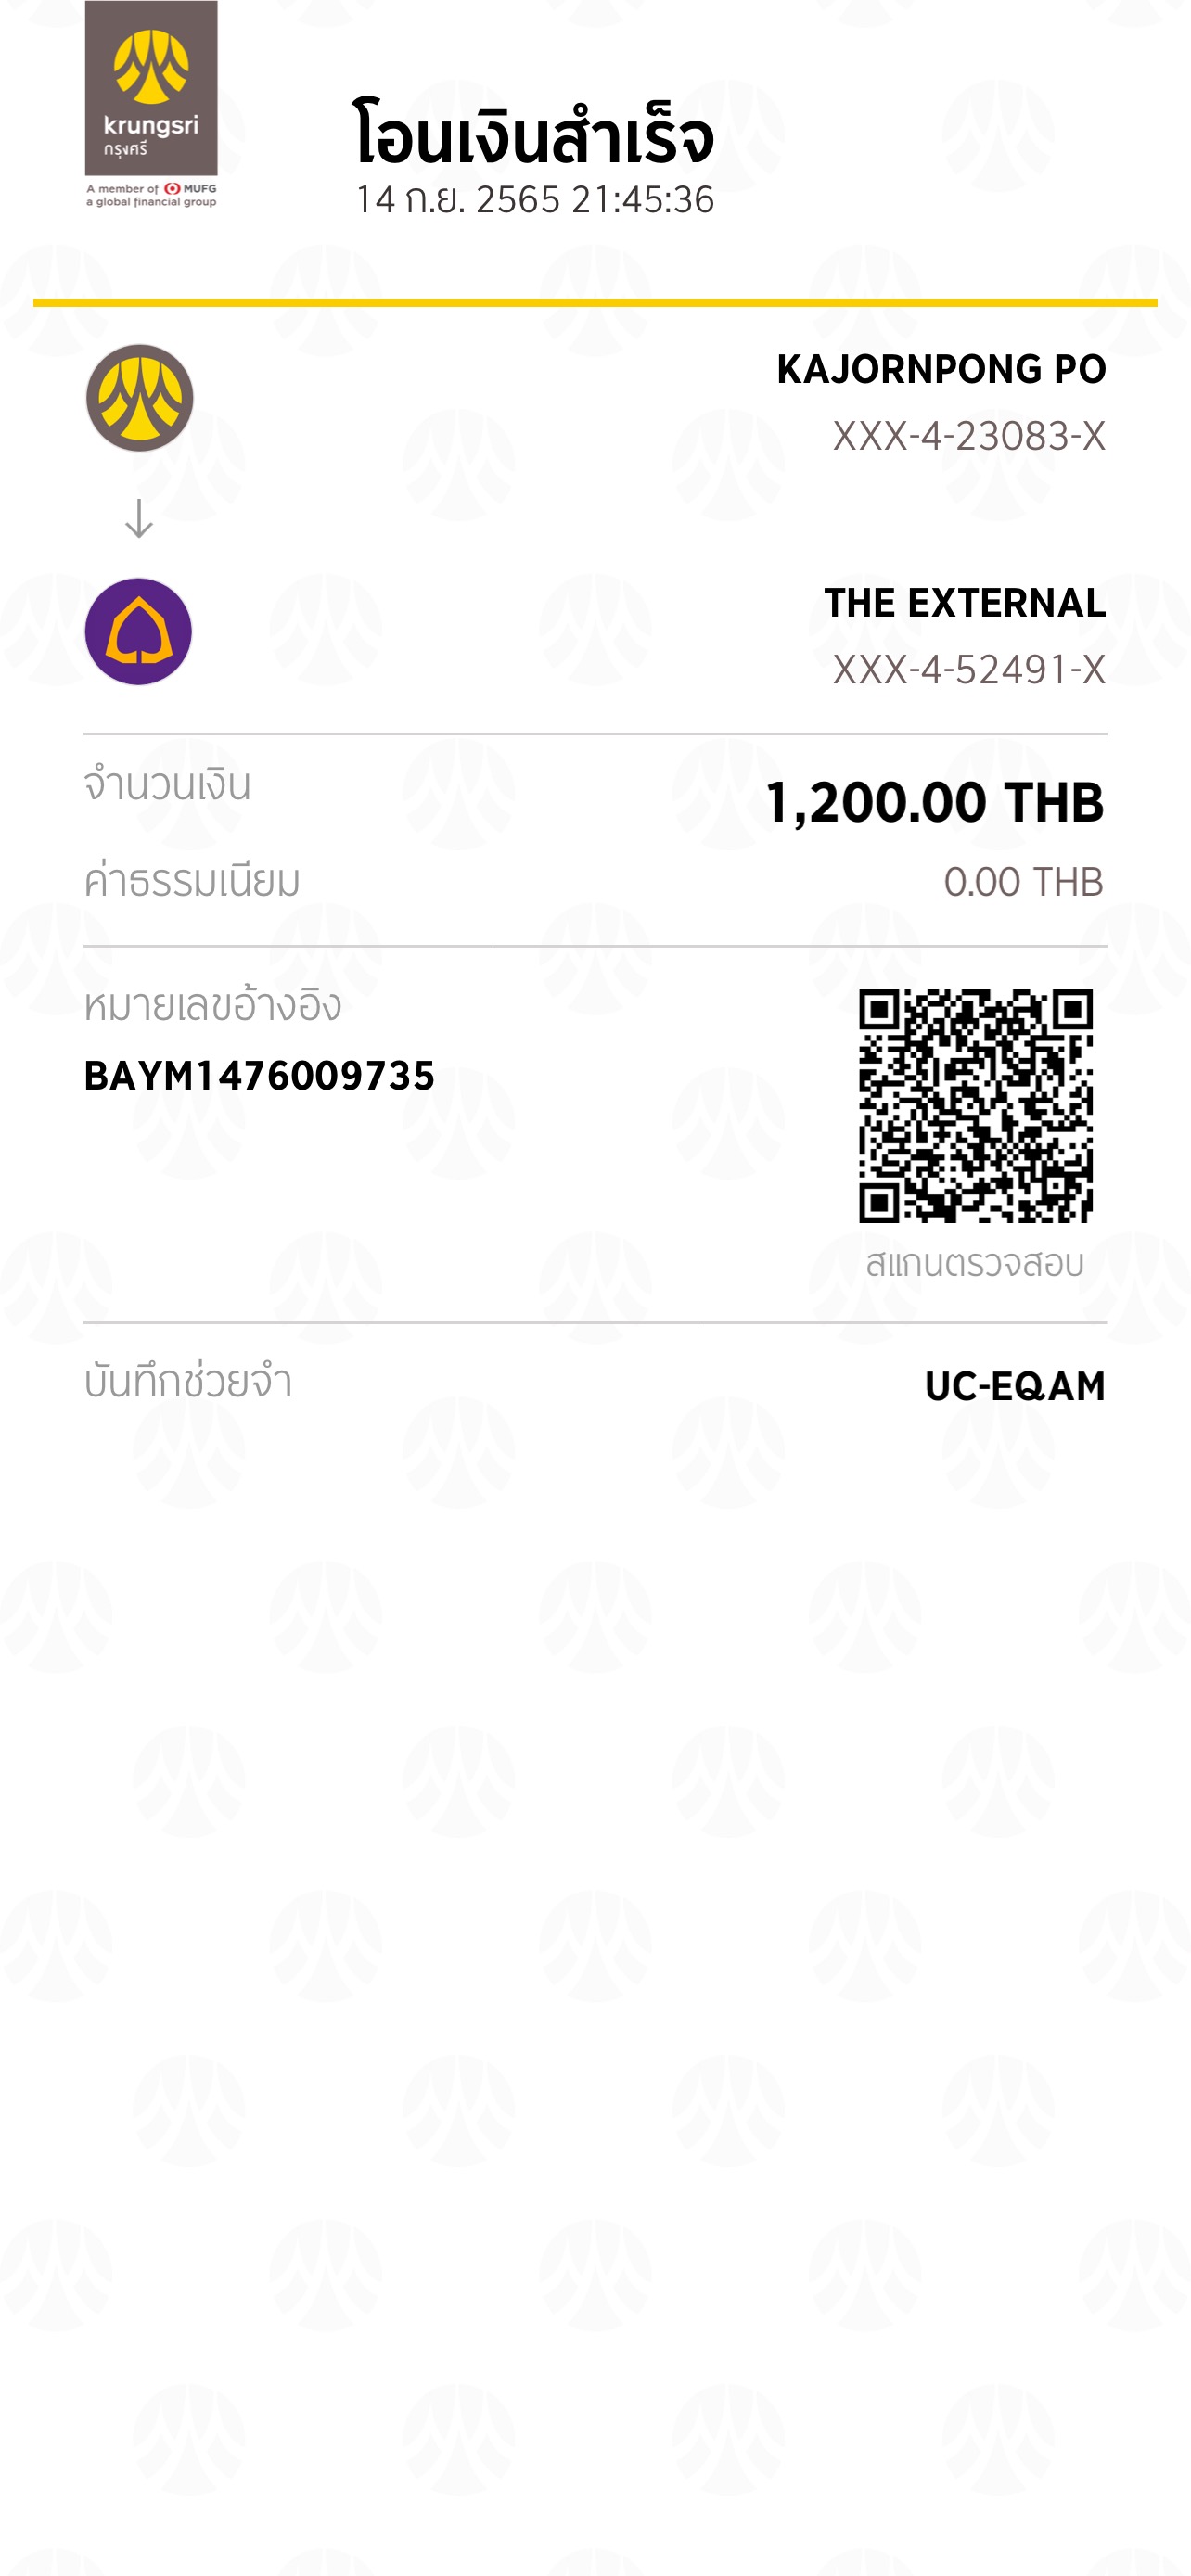 krungsri
กรุงศรี
A member of MUFG
a global financial group
โอนเงินสำเร็จ
14 ก.ย. 2565 21:45:36
KAJORNPONG PO
XXX-4-23083-X
THE EXTERNAL
XXX-4-52491-X
จำนวนเงิน 1,200.00 THB
ค่าธรรมเนียม 0.00 THB
หมายเลขอ้างอิง
BAYM1476009735
สแกนตรวจสอบ
บันทึกช่วยจำ UC-EQAM